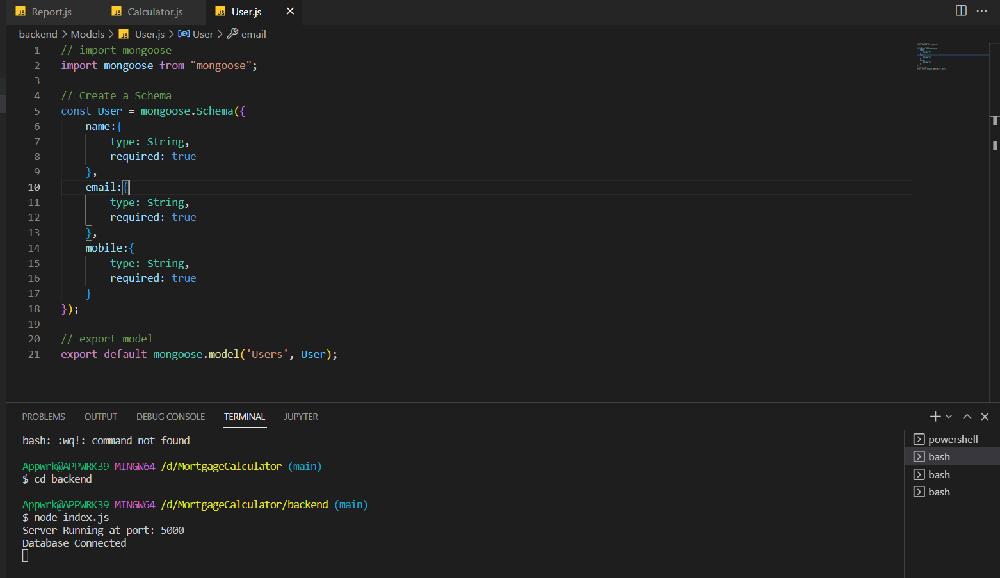 JS Report.js JS Calculator.js JS User.js
backend > Models > JS User.js > User > email
1 // import mongoose
2 import mongoose from "mongoose";
3
4 // Create a Schema
5 const User = mongoose.Schema({
6 name:{
7 type: String,
8 required: true
9 },
10 email:{
11 type: String,
12 required: true
13 },
14 mobile:{
15 type: String,
16 required: true
17 }
18 });
19
20 // export model
21 export default mongoose.model('Users', User);
PROBLEMS OUTPUT DEBUG CONSOLE TERMINAL JUPYTER
bash: :wq!: command not found
Appwrk@APPWRK39 MINGW64 /d/MortgageCalculator (main)
$ cd backend
Appwrk@APPWRK39 MINGW64 /d/MortgageCalculator/backend (main)
$ node index.js
Server Running at port: 5000
Database Connected
powershell
bash
bash
bash